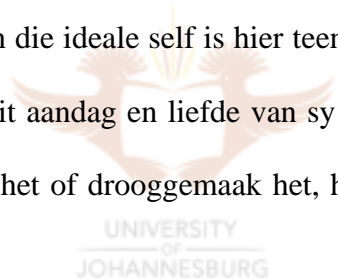 die ideale self is hier teen
it aandag en liefde van sy
het of drooggemaak het, h
UNIVERSITY
OF
JOHANNESBURG